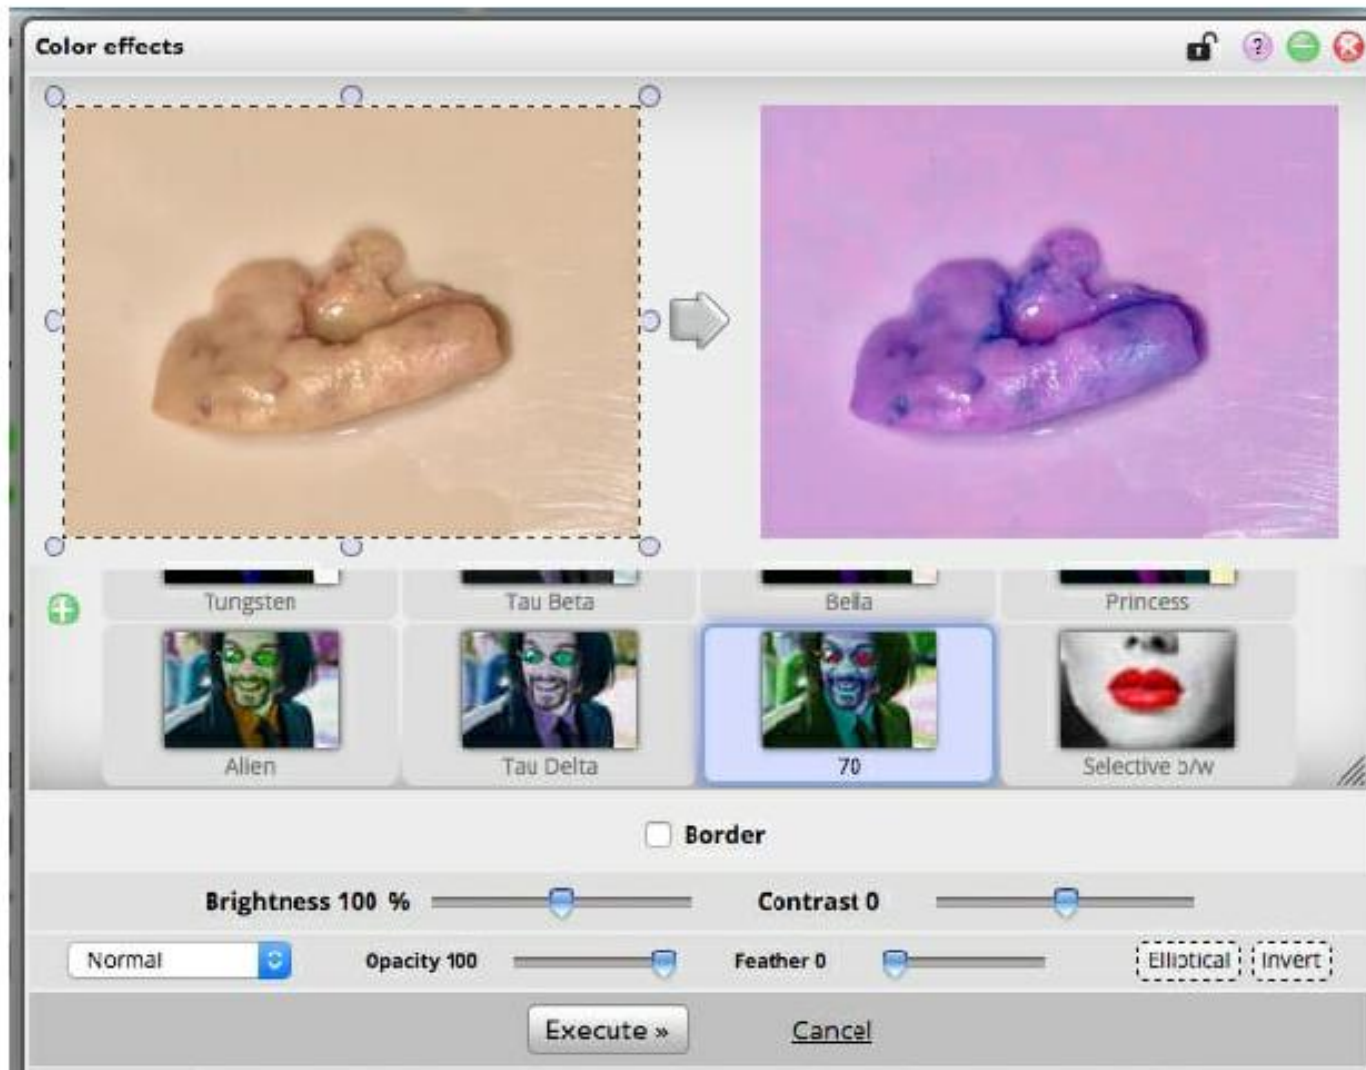 Color effects
Tungsten Tau Beta Bella Princess
Alien Tau Delta 70 Selective b/w
Border
Brightness 100 % Contrast 0
Normal Opacity 100 Feather 0 Elliptical Invert
Execute » Cancel